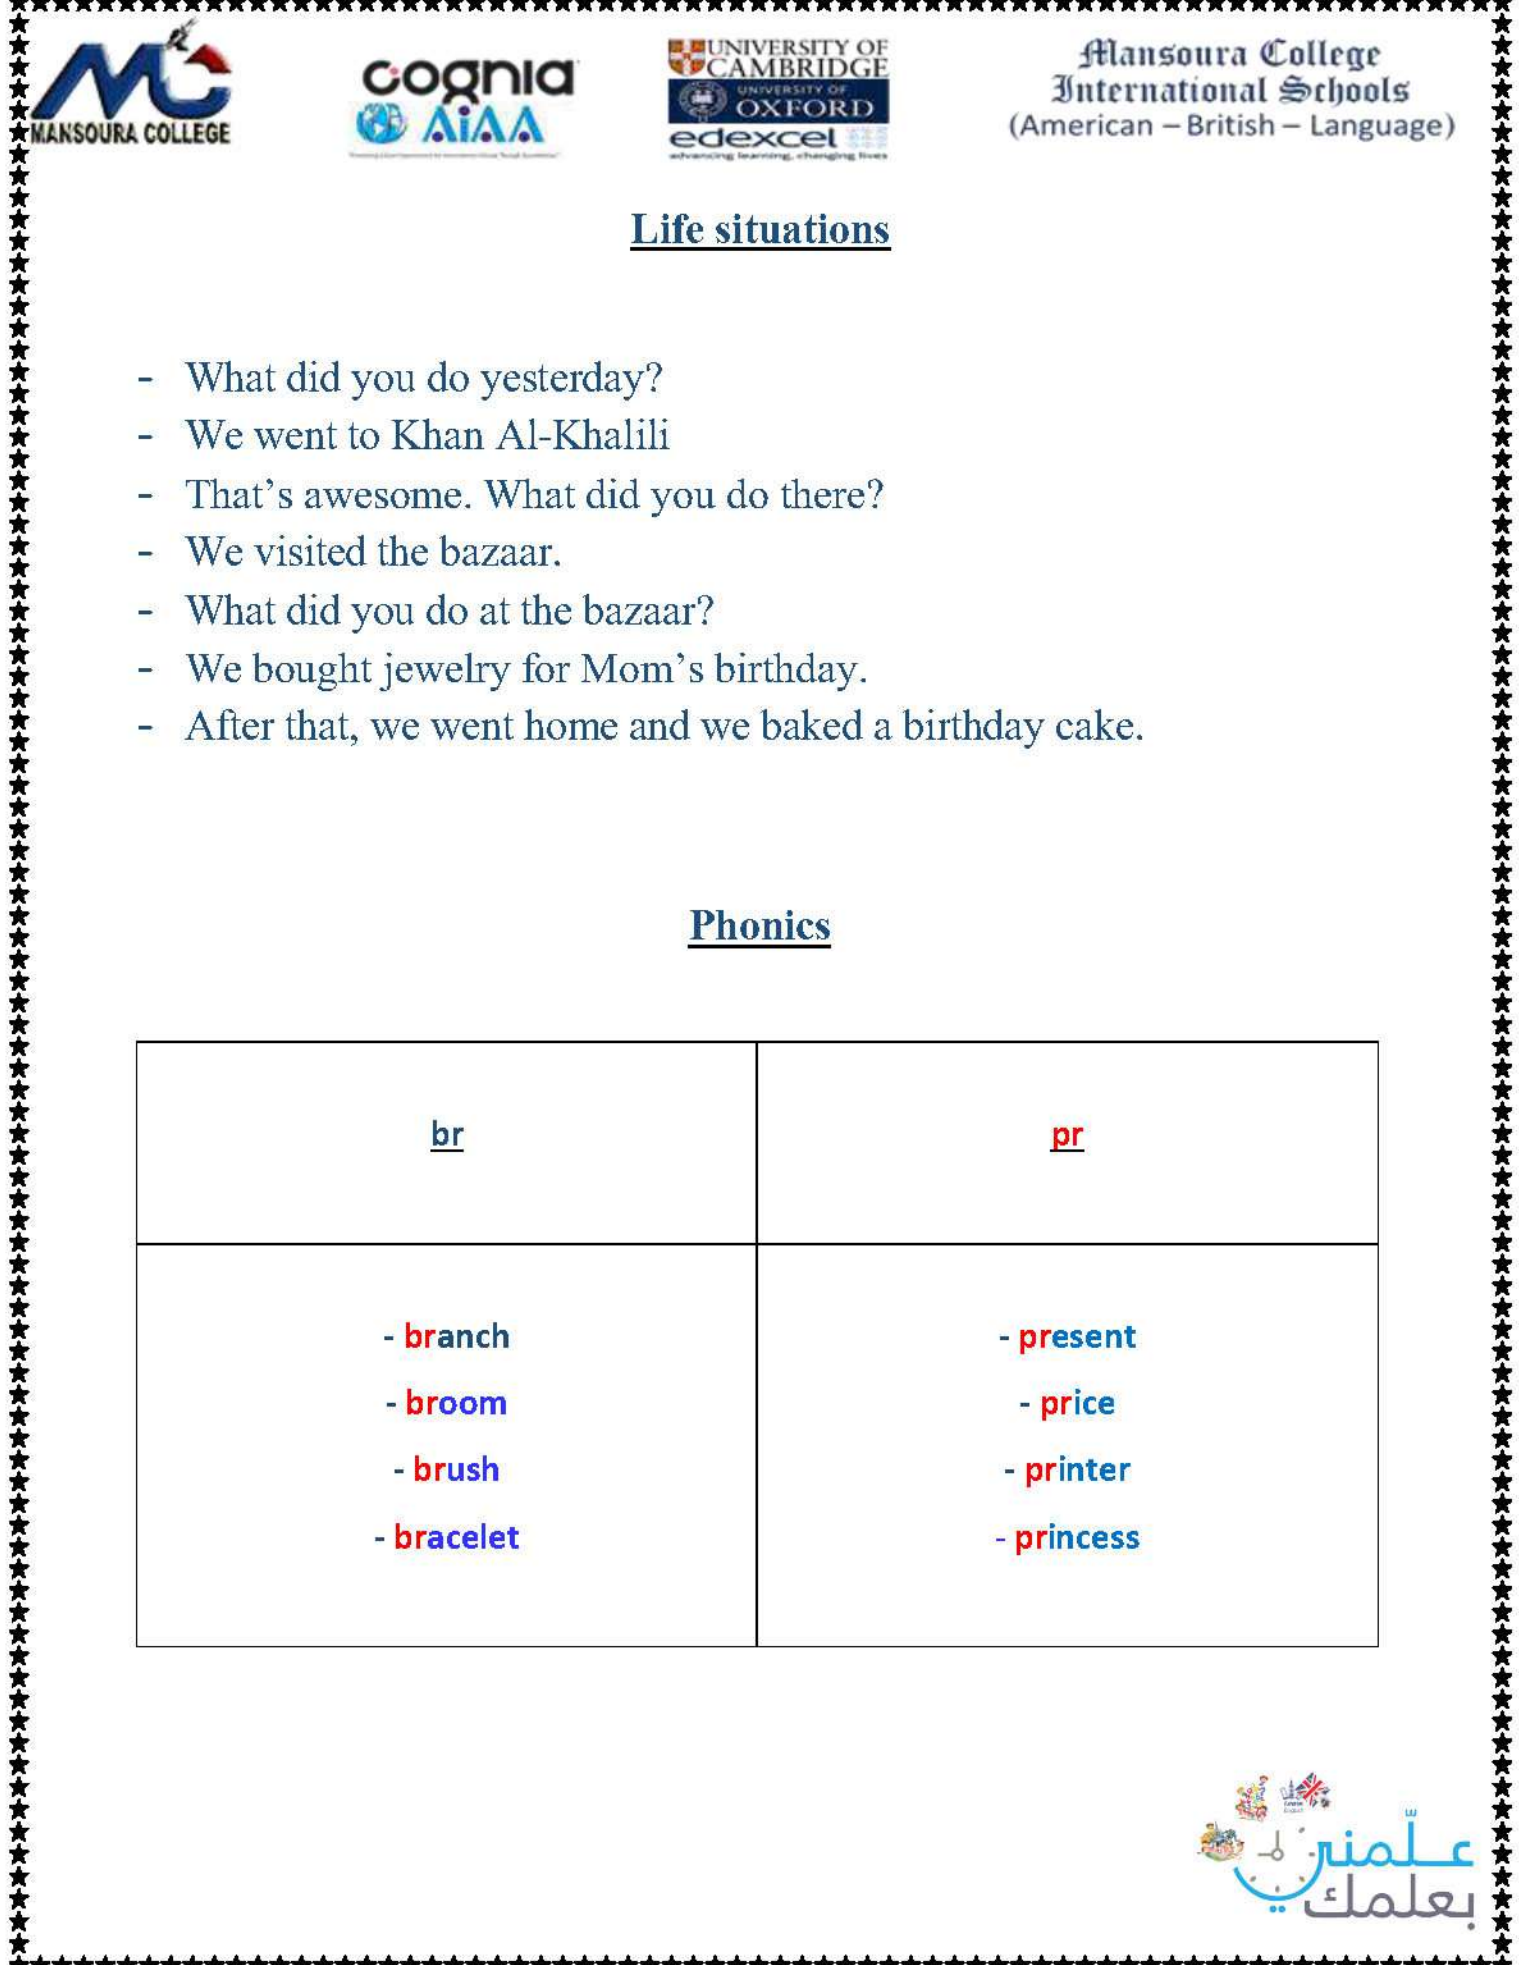 MANSOURA COLLEGE
cognia
AiAA
UNIVERSITY OF
CAMBRIDGE
UNIVERSITY OF
OXFORD
edexcel
advancing learning, changing lives
Mansoura College
International Schools
(American – British – Language)
Life situations
- What did you do yesterday?
- We went to Khan Al-Khalili
- That's awesome. What did you do there?
- We visited the bazaar.
- What did you do at the bazaar?
- We bought jewelry for Mom's birthday.
- After that, we went home and we baked a birthday cake.
Phonics
br
pr
- branch
- broom
- brush
- bracelet
- present
- price
- printer
- princess
علّمني
بعلمك